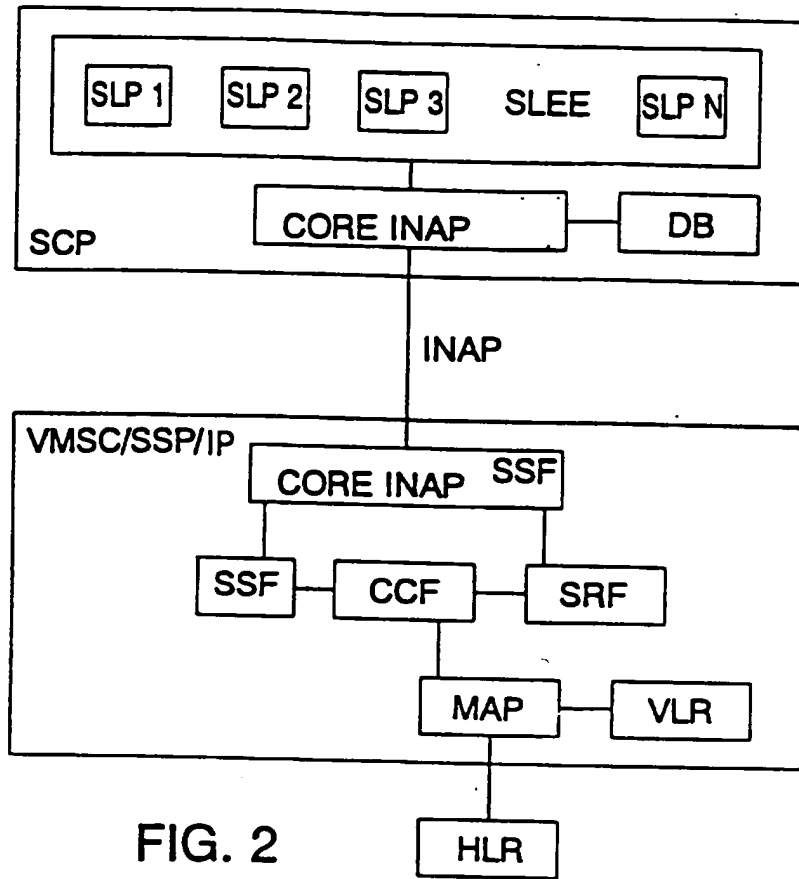 SLP 1 SLP 2 SLP 3 SLEE SLP N
CORE INAP DB
SCP
INAP
VMSC/SSP/IP
SSF
CORE INAP
SSF CCF SRF
MAP VLR
FIG. 2 HLR